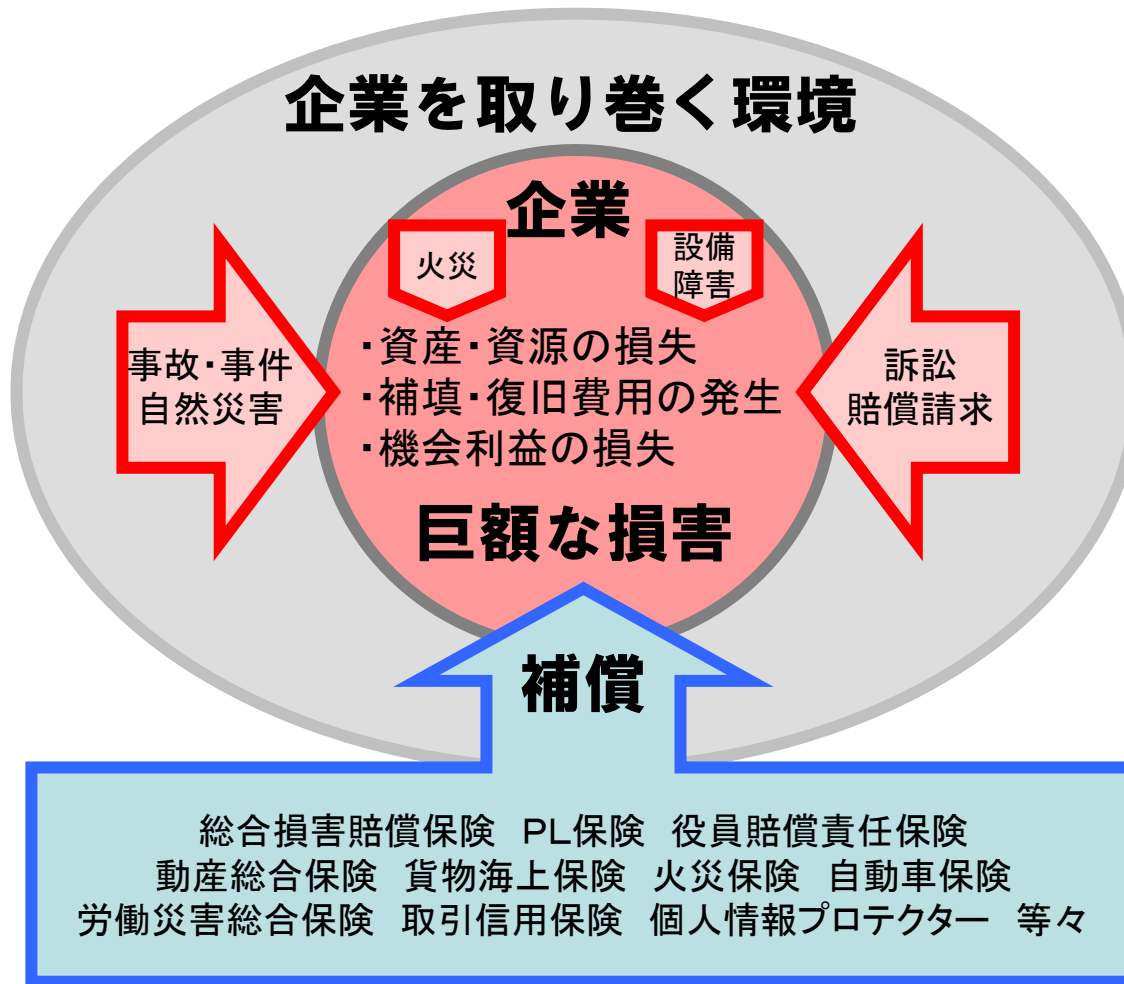 企業を取り巻く環境
企業
火災
設備
障害
事故・事件
自然災害
・資産・資源の損失
・補填・復旧費用の発生
・機会利益の損失
訴訟
賠償請求
巨額な損害
補償
総合損害賠償保険 PL保険 役員賠償責任保険
動産総合保険 貨物海上保険 火災保険 自動車保険
労働災害総合保険 取引信用保険 個人情報プロテクター 等々